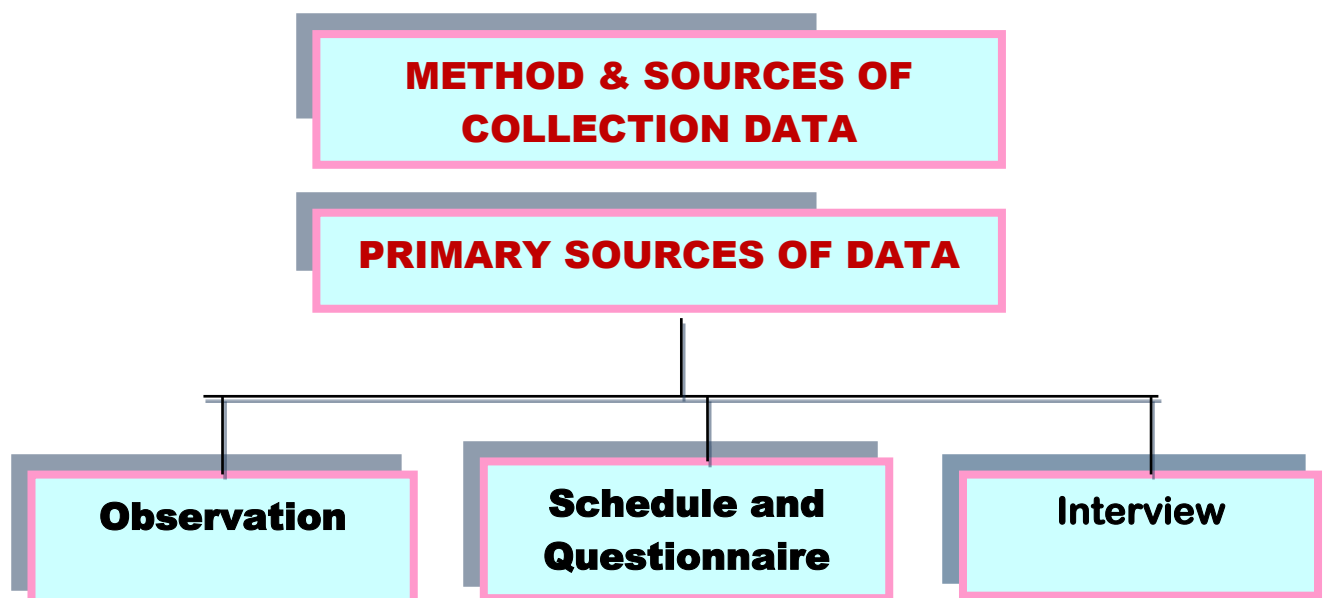 METHOD & SOURCES OF
COLLECTION DATA
PRIMARY SOURCES OF DATA
Observation
Schedule and
Questionnaire
Interview